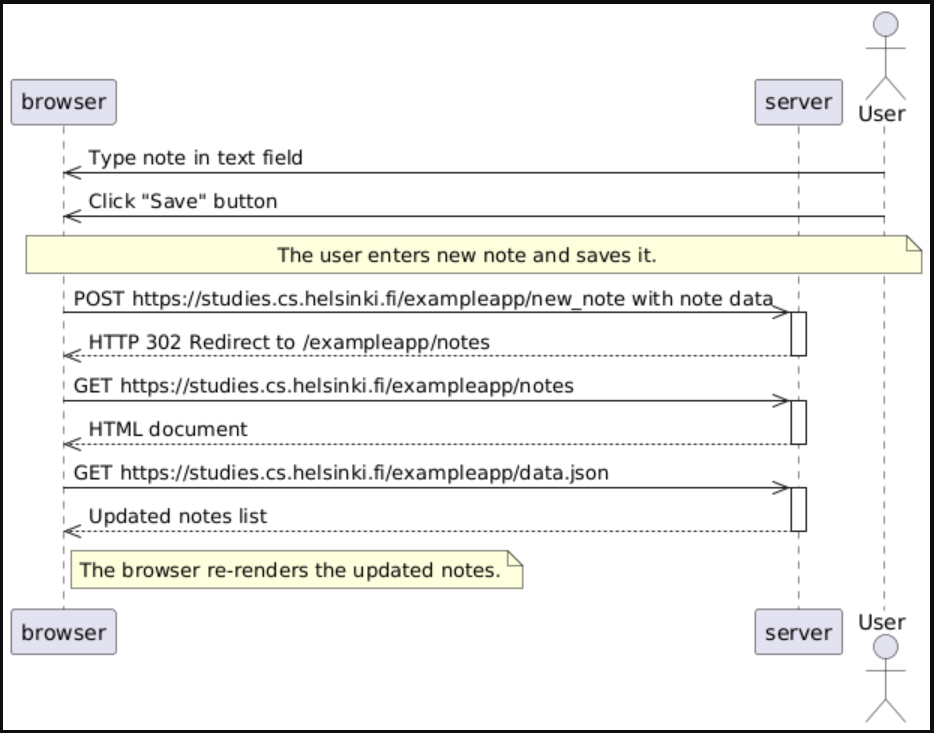 browser
server
User
Type note in text field
Click "Save" button
The user enters new note and saves it.
POST https://studies.cs.helsinki.fi/exampleapp/new_note with note data
HTTP 302 Redirect to /exampleapp/notes
GET https://studies.cs.helsinki.fi/exampleapp/notes
HTML document
GET https://studies.cs.helsinki.fi/exampleapp/data.json
Updated notes list
The browser re-renders the updated notes.
browser
server
User